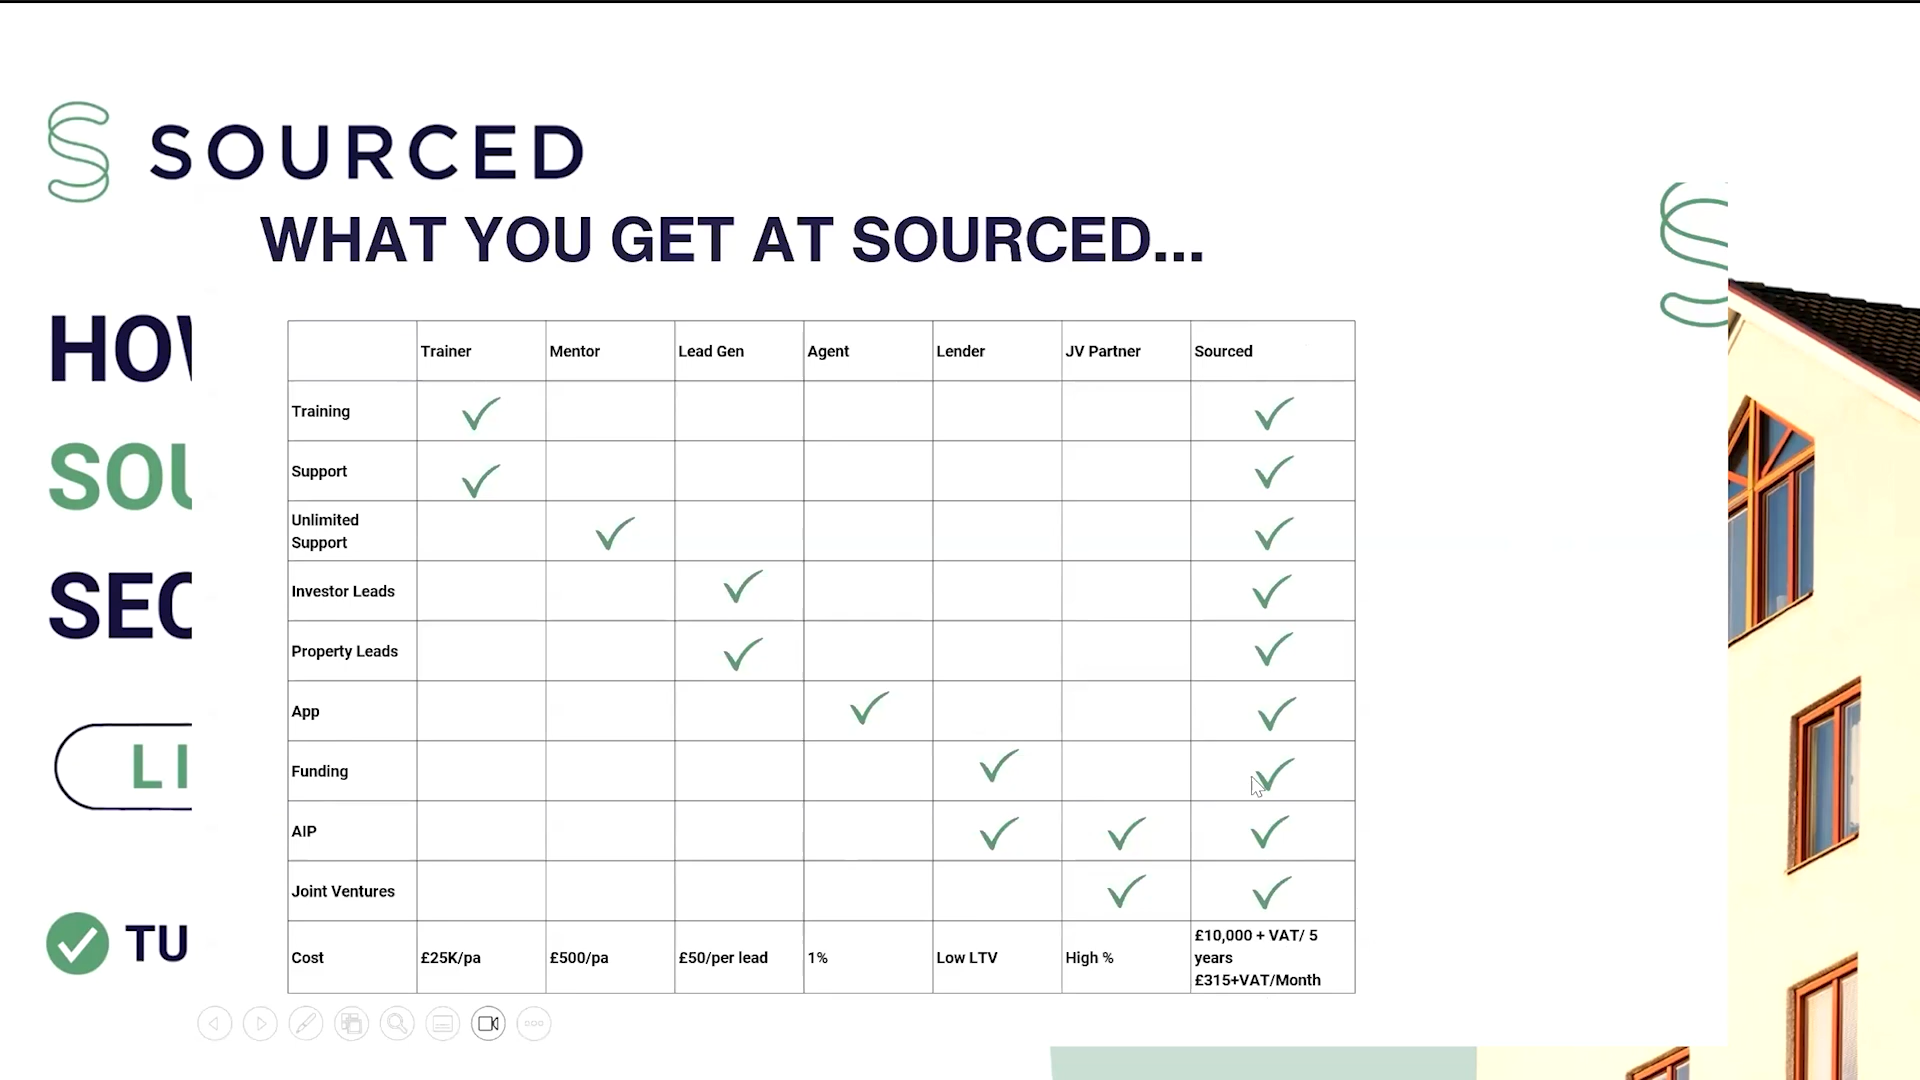 SOURCED
WHAT YOU GET AT SOURCED...
HOW
SOU
SEC
LI
TU
Trainer Mentor Lead Gen Agent Lender JV Partner Sourced
Training
Support
Unlimited
Support
Investor Leads
Property Leads
App
Funding
AIP
Joint Ventures
Cost £25K/pa £500/pa £50/per lead 1% Low LTV High % £10,000 + VAT/ 5
years
£315+VAT/Month